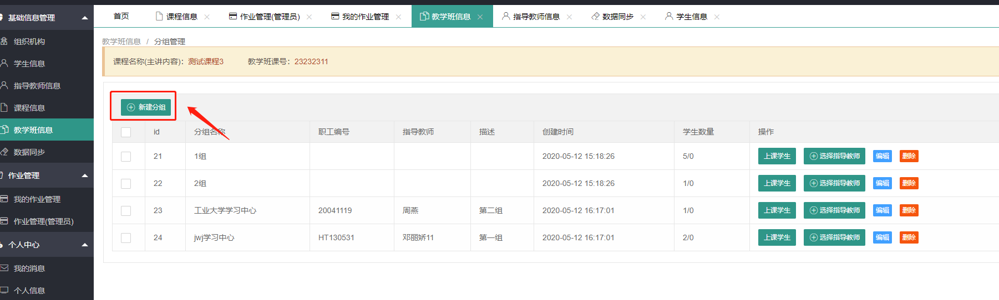 基础信息管理
组织机构
学生信息
指导教师信息
课程信息
教学班信息
数据同步
作业管理
我的作业管理
作业管理(管理员)
个人中心
我的消息
个人信息
首页 课程信息 作业管理(管理员) 我的作业管理 教学班信息 指导教师信息 数据同步 学生信息
教学班信息 / 分组管理
课程名称(主讲内容)：测试课程3 教学班课号：23232311
新建分组
id 分组名称 职工编号 指导教师 描述 创建时间 学生数量 操作
21 1组 2020-05-12 15:18:26 5/0 上课学生 选择指导教师 编辑 删除
22 2组 2020-05-12 15:18:26 1/0 上课学生 选择指导教师 编辑 删除
23 工业大学学习中心 20041119 周燕 第二组 2020-05-12 16:17:01 1/0 上课学生 选择指导教师 编辑 删除
24 jwj学习中心 HT130531 邓丽娇11 第一组 2020-05-12 16:17:01 2/0 上课学生 选择指导教师 编辑 删除